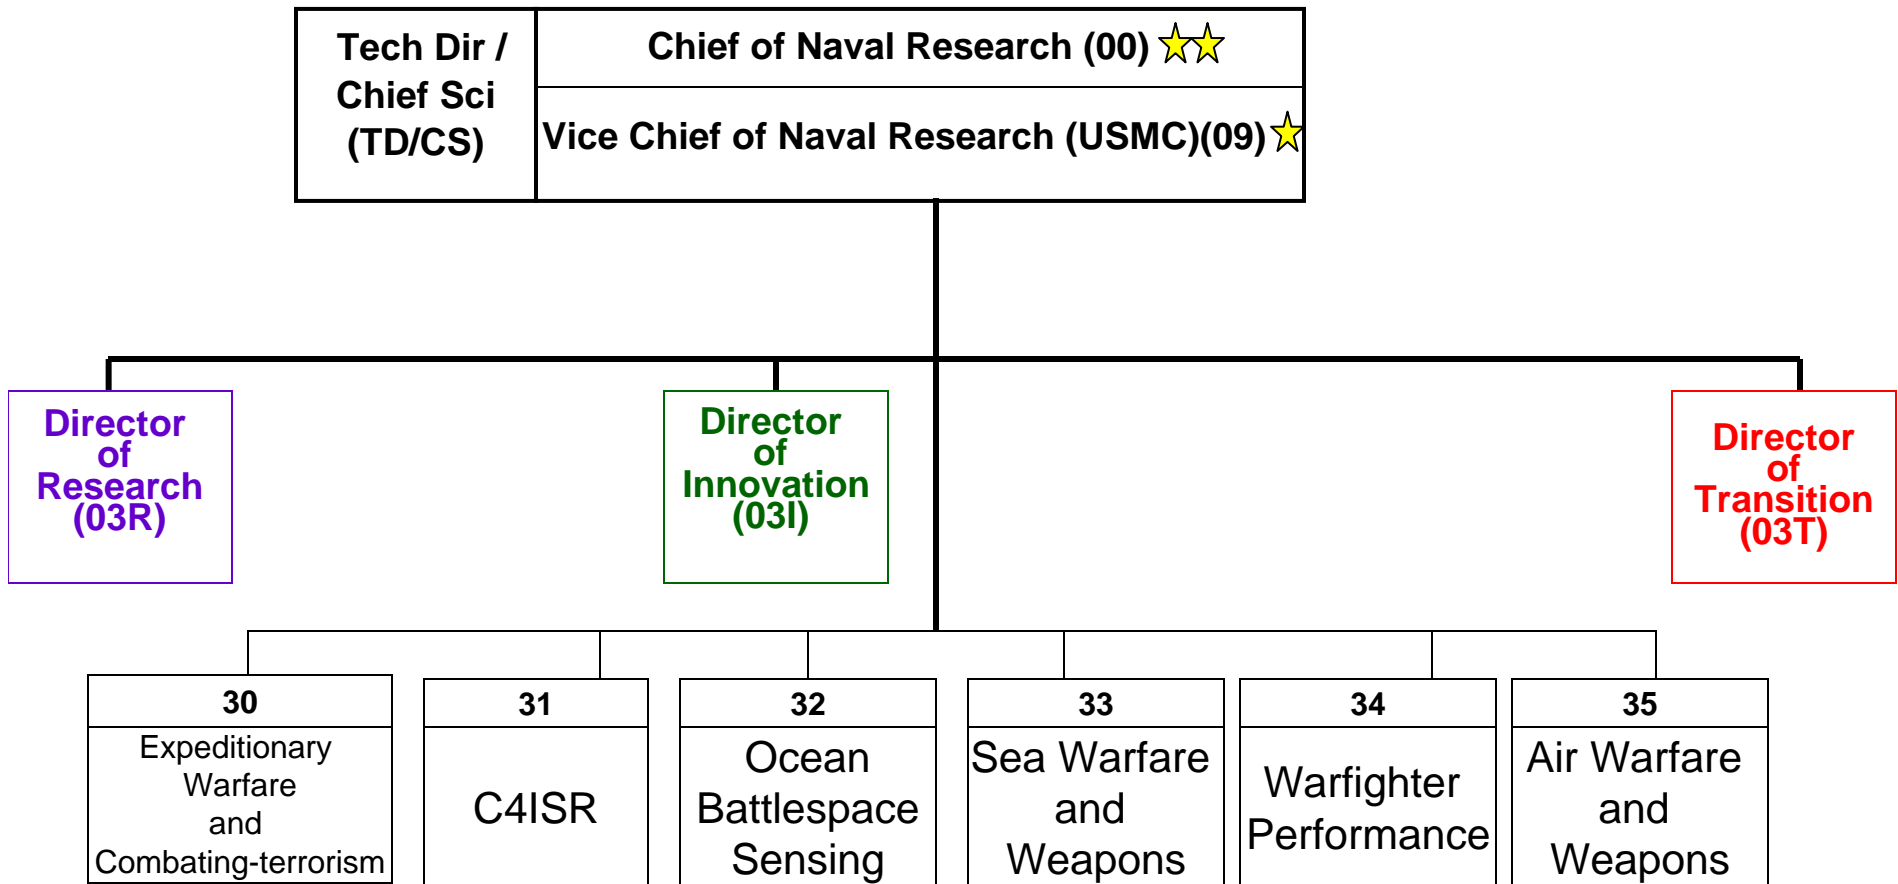 Tech Dir /
Chief Sci
(TD/CS)
Chief of Naval Research (00)
Vice Chief of Naval Research (USMC)(09)
Director
of
Research
(03R)
Director
of
Innovation
(03I)
Director
of
Transition
(03T)
30
Expeditionary
Warfare
and
Combating-terrorism
31
C4ISR
32
Ocean
Battlespace
Sensing
33
Sea Warfare
and
Weapons
34
Warfighter
Performance
35
Air Warfare
and
Weapons